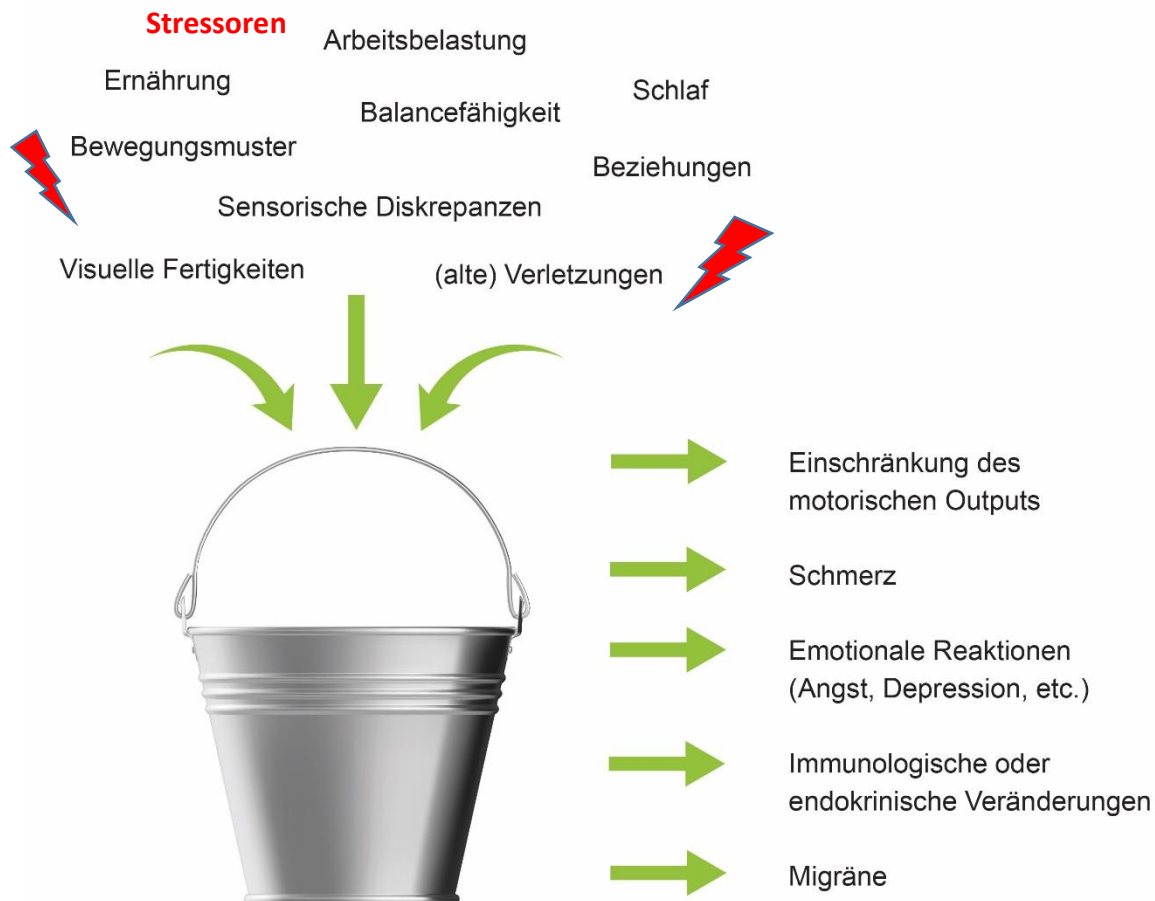 Stressoren
Arbeitsbelastung
Ernährung
Schlaf
Balancefähigkeit
Bewegungsmuster
Beziehungen
Sensorische Diskrepanzen
Visuelle Fertigkeiten
(alte) Verletzungen
Einschränkung des
motorischen Outputs
Schmerz
Emotionale Reaktionen
(Angst, Depression, etc.)
Immunologische oder
endokrinische Veränderungen
Migräne